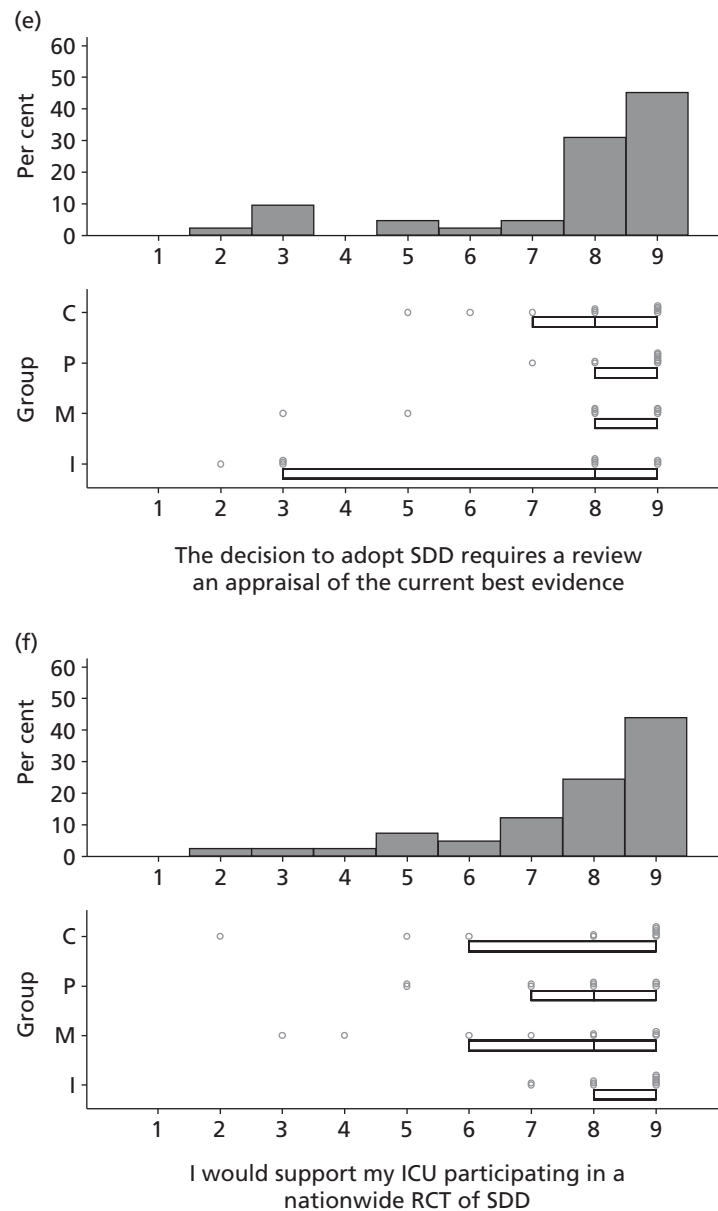 (e)
60
50
40
30
20
10
0
Per cent
1 2 3 4 5 6 7 8 9
C
P
M
I
Group
1 2 3 4 5 6 7 8 9
The decision to adopt SDD requires a review
an appraisal of the current best evidence
(f)
60
50
40
30
20
10
0
Per cent
1 2 3 4 5 6 7 8 9
C
P
M
I
Group
1 2 3 4 5 6 7 8 9
I would support my ICU participating in a
nationwide RCT of SDD